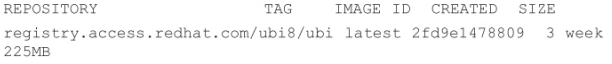 REPOSITORY TAG IMAGE ID CREATED SIZE
registry.access.redhat.com/ubi8/ubi latest 2fd9e1478809 3 week
225MB